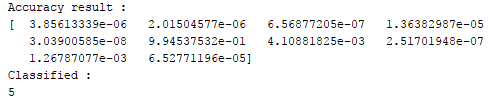 Accuracy result :
[  3.85613339e-06   2.01504577e-06   6.56877205e-07   1.36382987e-05
   3.03900585e-08   9.94537532e-01   4.10881825e-03   2.51701948e-07
   1.26787077e-03   6.52771196e-05]
Classified :
5